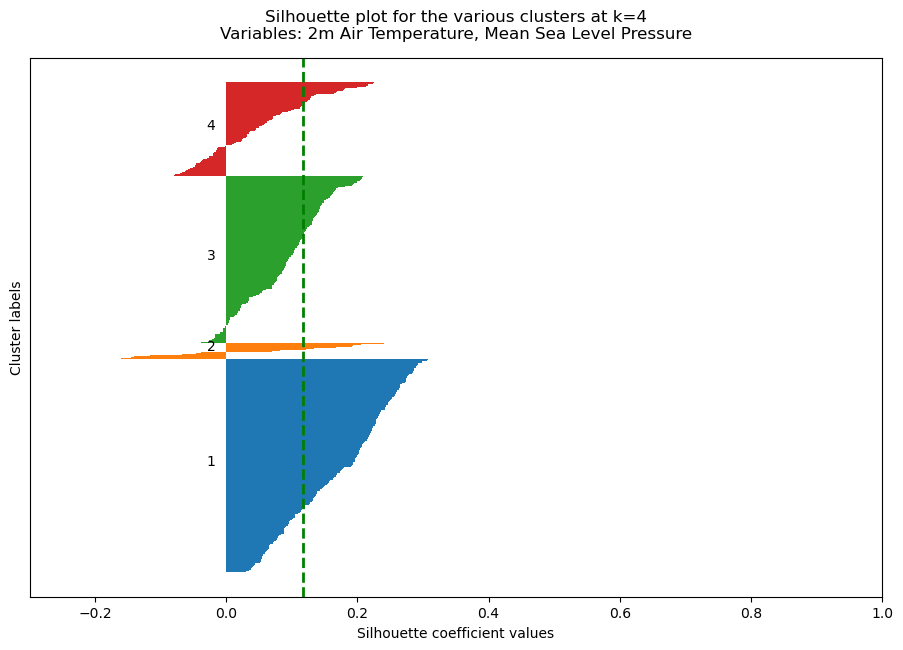 Silhouette plot for the various clusters at k=4
Variables: 2m Air Temperature, Mean Sea Level Pressure
4
3
2
1
Cluster labels
−0.2 0.0 0.2 0.4 0.6 0.8 1.0
Silhouette coefficient values